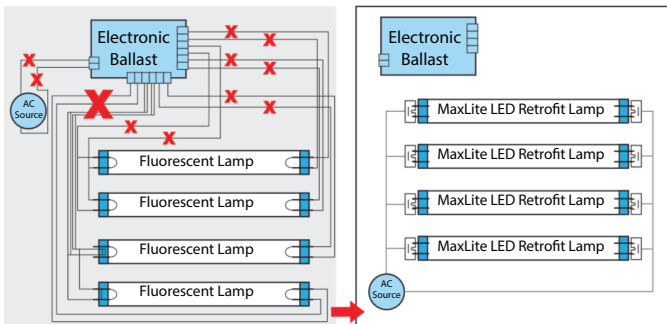 Electronic
Ballast
AC
Source
Fluorescent Lamp
Fluorescent Lamp
Fluorescent Lamp
Fluorescent Lamp
Electronic
Ballast
MaxLite LED Retrofit Lamp
MaxLite LED Retrofit Lamp
MaxLite LED Retrofit Lamp
MaxLite LED Retrofit Lamp
AC
Source